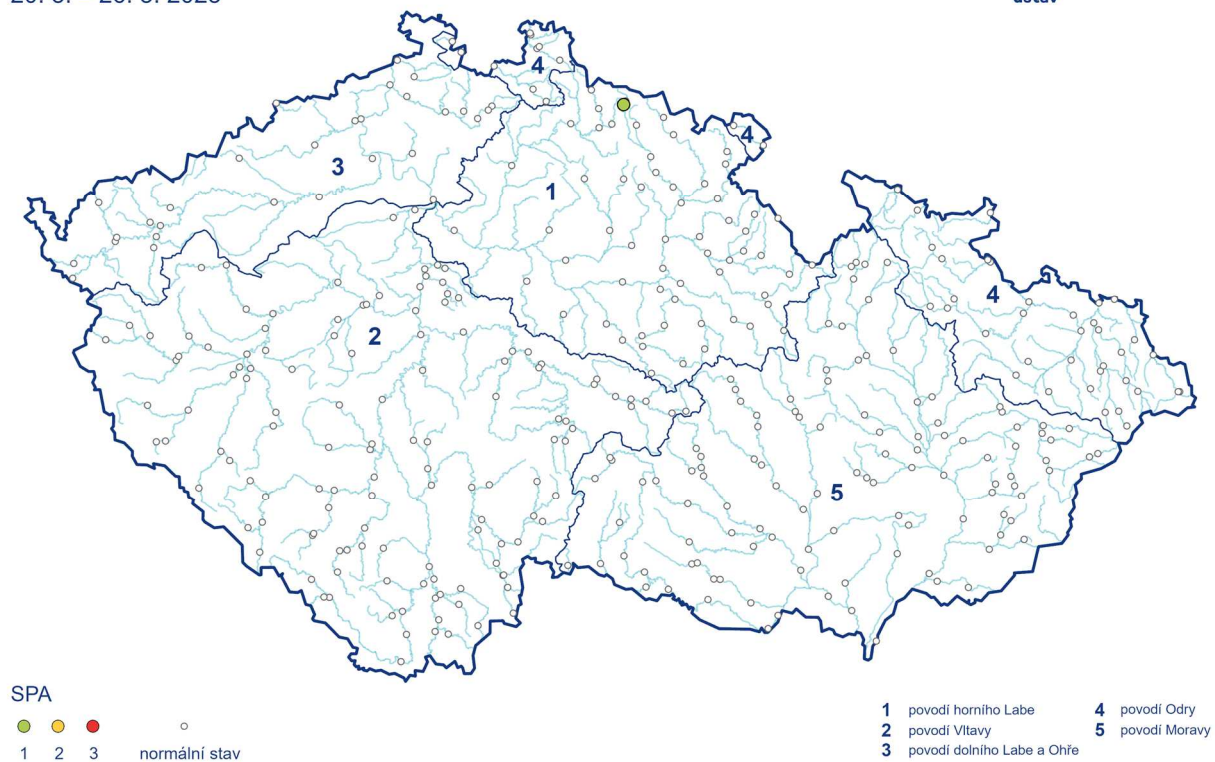 ústav
4
4
3
1
4
2
5
SPA
1 2 3 normální stav
1 povodí horního Labe
2 povodí Vltavy
3 povodí dolního Labe a Ohře
4 povodí Odry
5 povodí Moravy